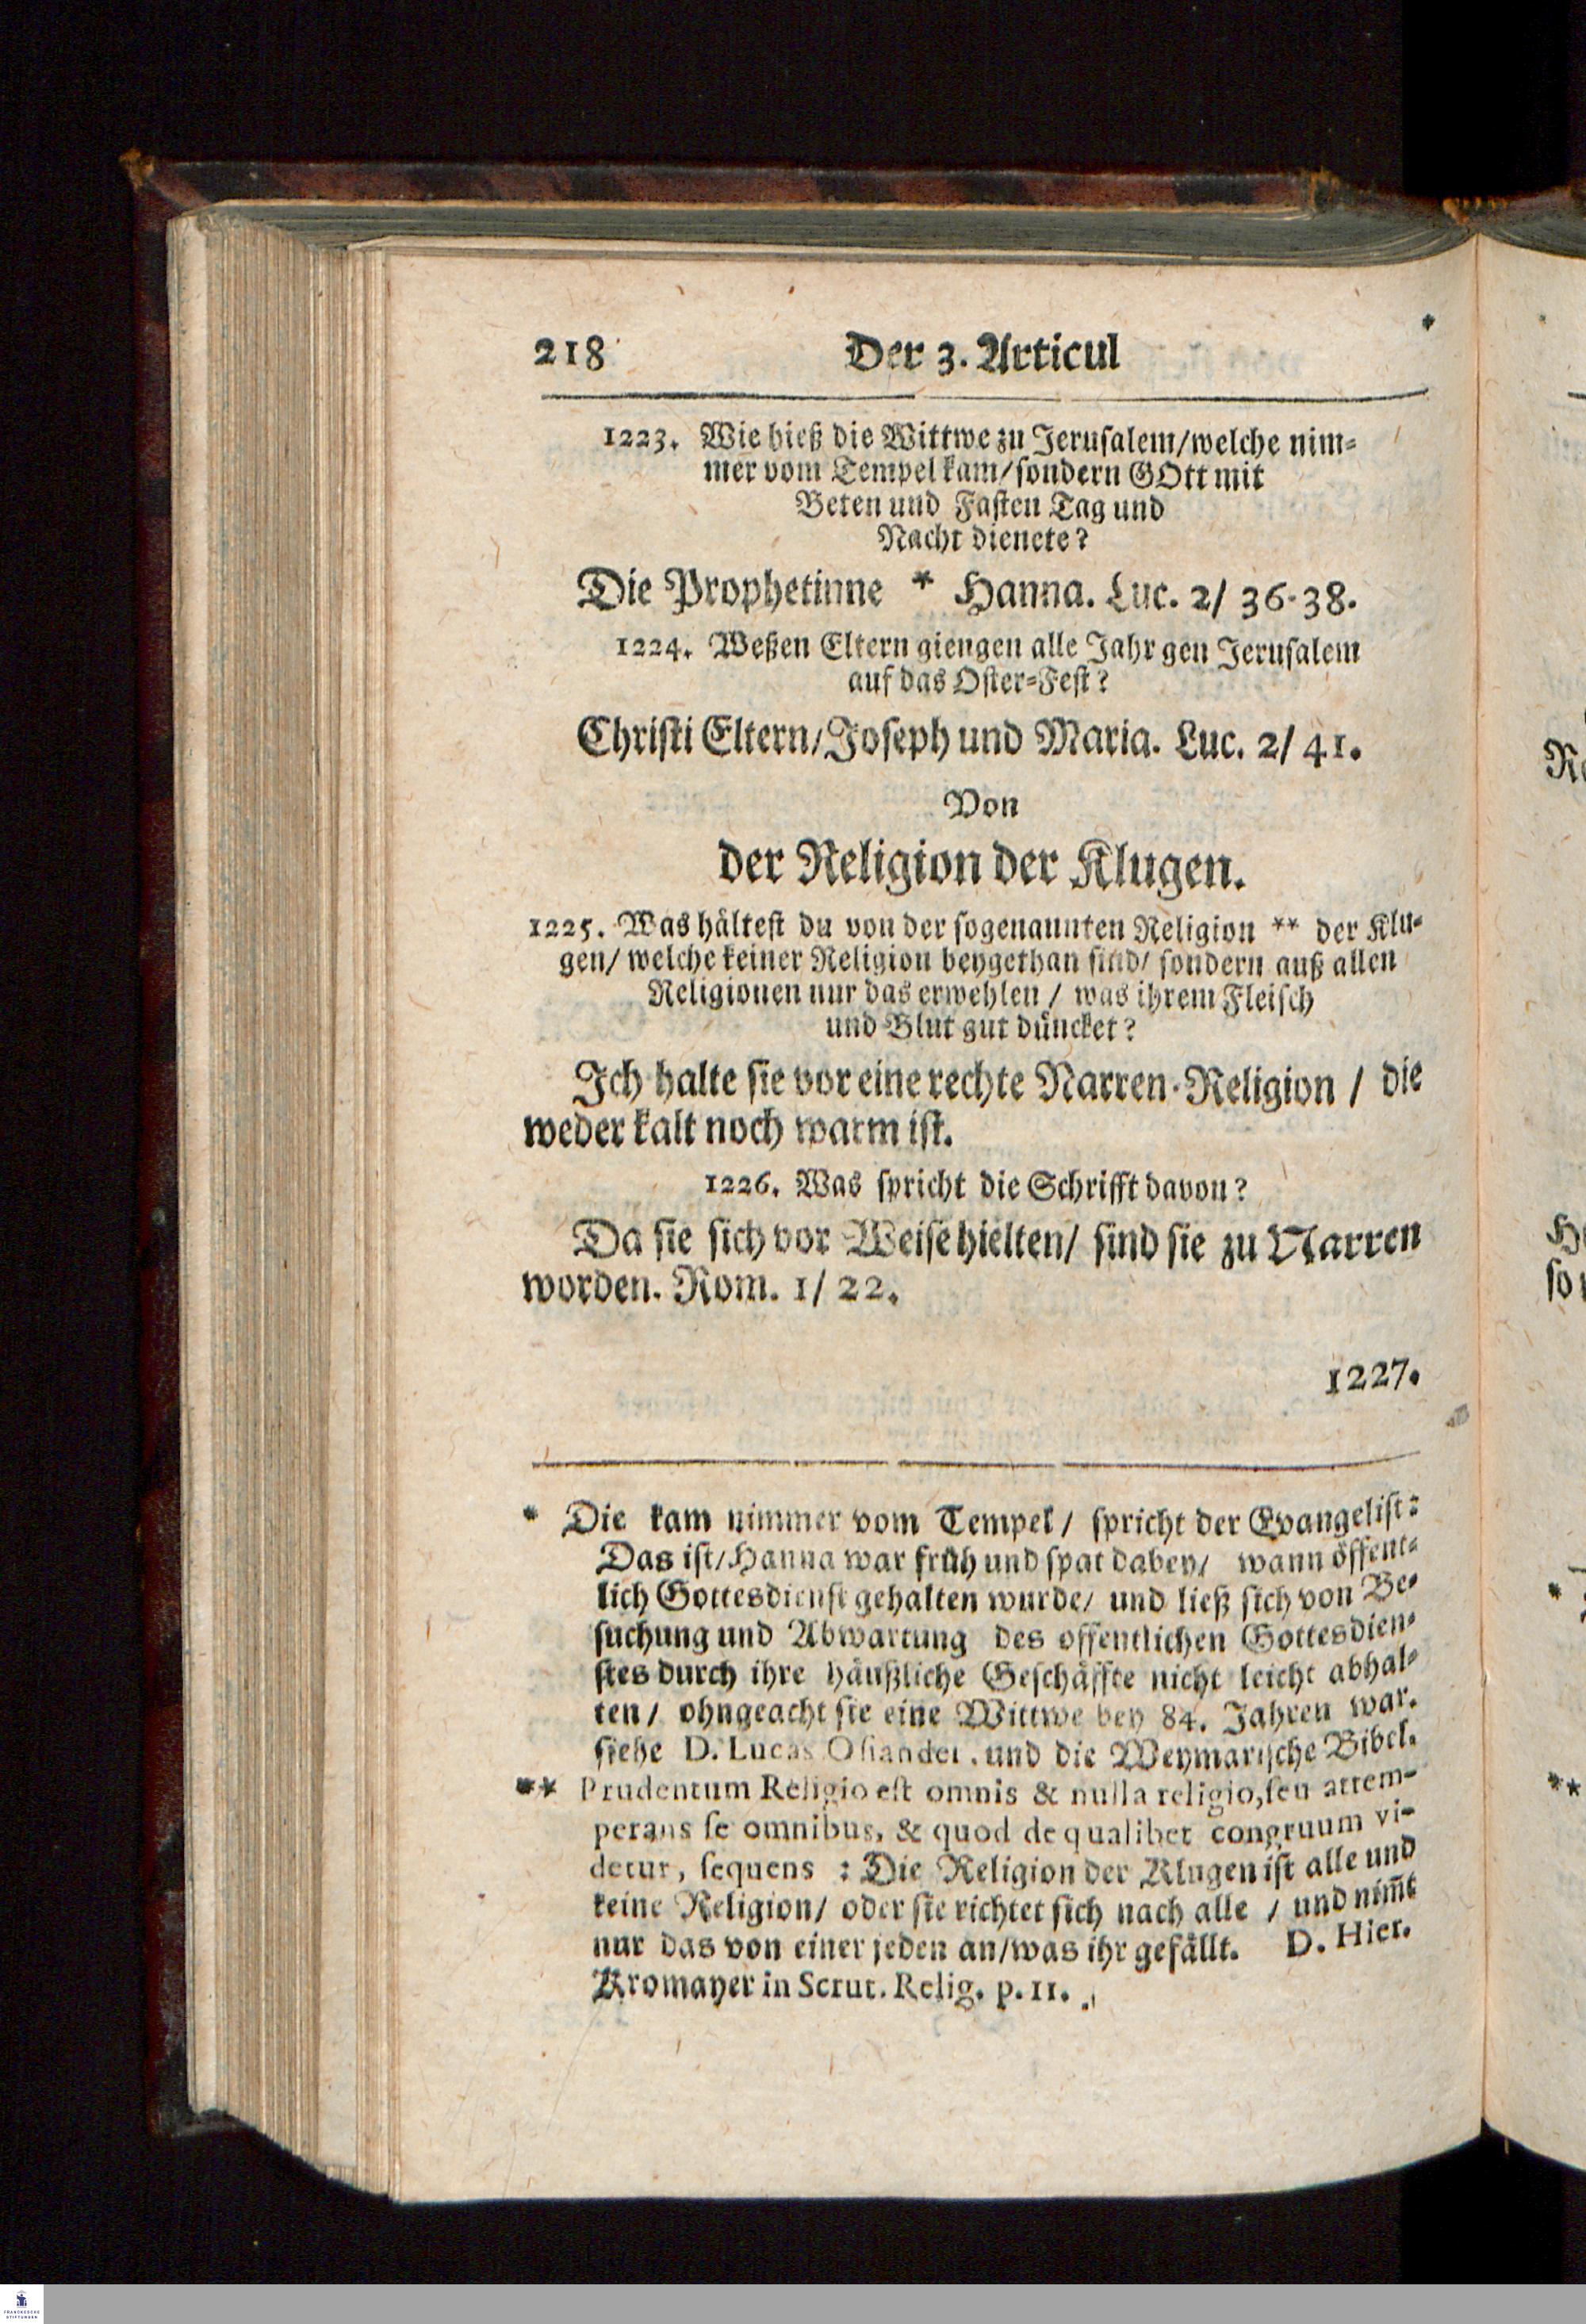 218 Der 3. Articul
1223. Wie hieß die Wittwe zu Jerusalem/welche nim-
mer vom Tempel kam/sondern GOtt mit
Beten und Fasten Tag und
Nacht dienete?
Die Prophetinne * Hanna. Luc. 2/ 36-38.
1224. Weßen Eltern giengen alle Jahr gen Jerusalem
auf das Oster-Fest?
Christi Eltern/Joseph und Maria. Luc. 2/ 41.
Von
der Religion der Klugen.
1225. Was hältest du von der sogenannten Religion ** der Klu-
gen/ welche keiner Religion beygethan sind/ sondern auß allen
Religionen nur das erwehlen / was ihrem Fleisch
und Blut gut düncket?
Ich halte sie vor eine rechte Narren-Religion / die
weder kalt noch warm ist.
1226. Was spricht die Schrifft davon?
Da sie sich vor Weise hielten/ sind sie zu Narren
worden. Rom. 1/ 22.
1227.
* Die kam nimmer vom Tempel / spricht der Evangelist:
Das ist/Hanna war früh und spat dabey/ wann öffent-
lich Gottesdienst gehalten wurde/ und ließ sich von Be-
suchung und Abwartung des offentlichen Gottesdien-
stes durch ihre häußliche Geschäffte nicht leicht abhal-
ten / ohngeacht sie eine Wittwe bey 84. Jahren war.
siehe D. Lucas Osiander. und die Weymarische Bibel.
** Prudentum Religio est omnis & nulla religio, seu attem-
perans se omnibus, & quod de qualibet congruum vi-
detur, sequens : Die Religion der Klugen ist alle und
keine Religion/ oder sie richtet sich nach alle / und nim̃t
nur das von einer jeden an/was ihr gefällt. D. Hier.
Kromayer in Scrut. Relig. p. 11.
FRANCKESCHE
STIFTUNGEN